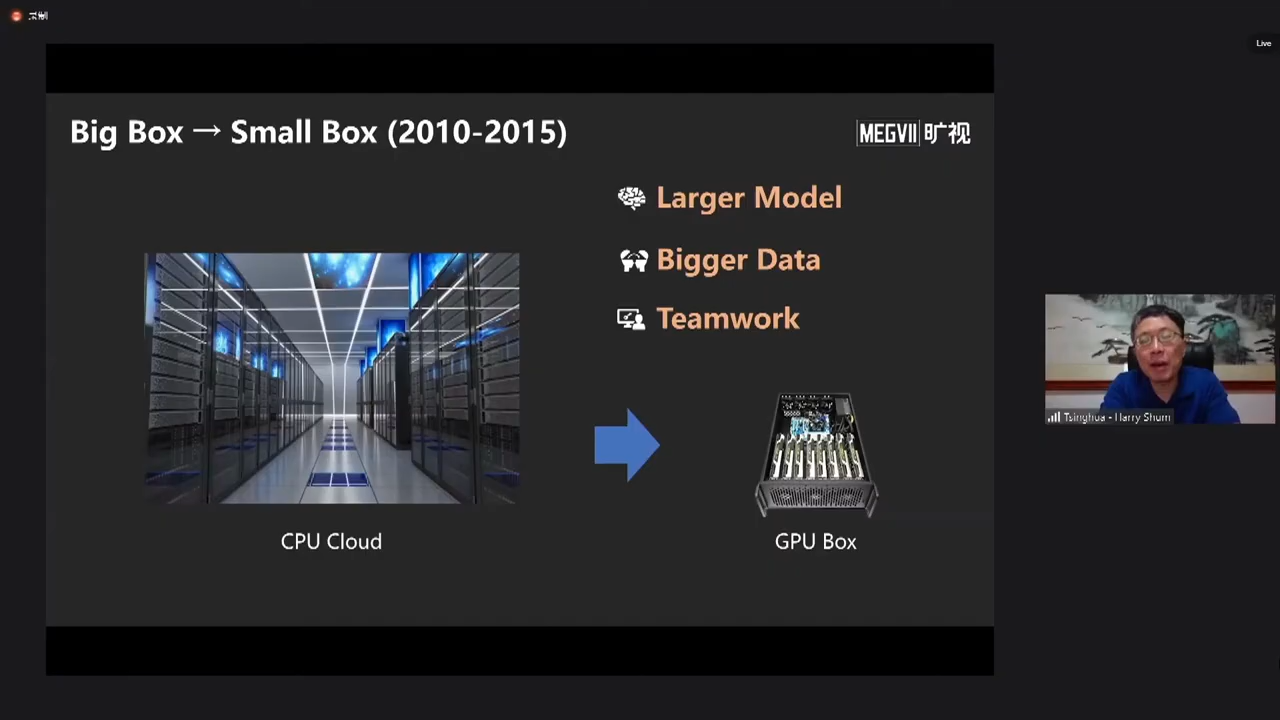 Live
Big Box → Small Box (2010-2015)
MEGVII 旷视
Larger Model
Bigger Data
Teamwork
CPU Cloud
GPU Box
Tsinghua - Harry Shum